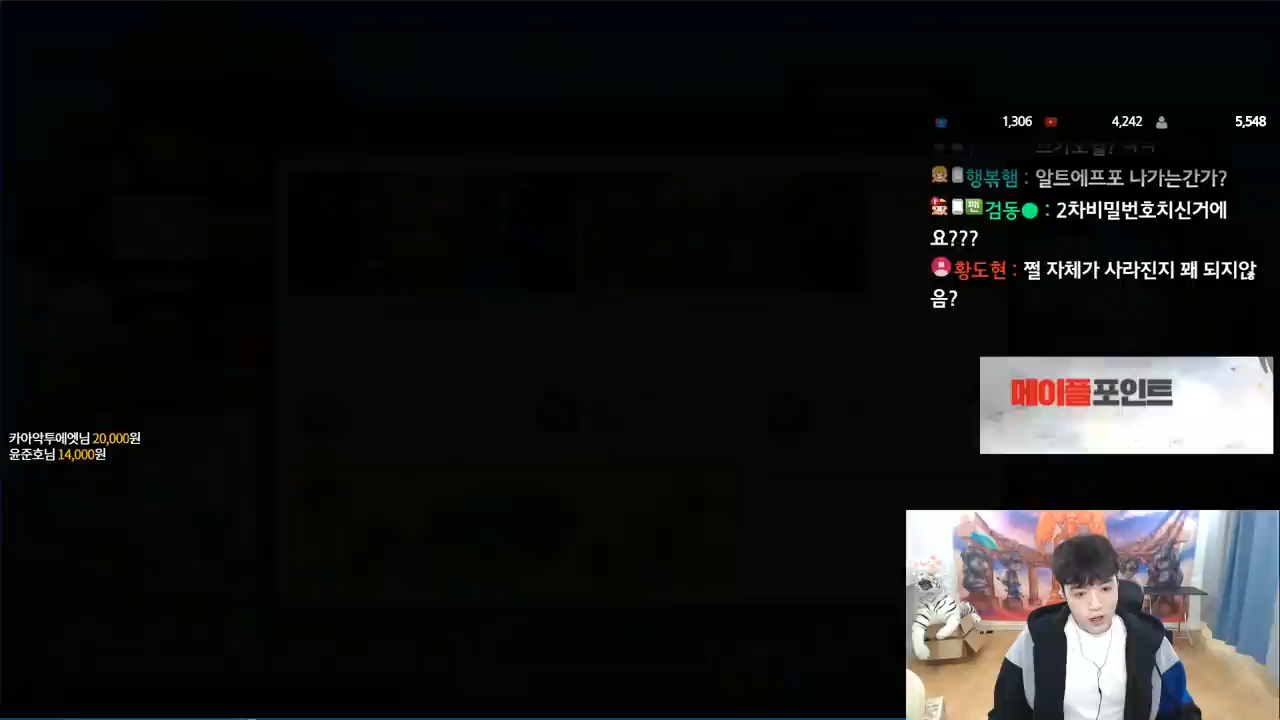 1,306 4,242 5,548
행볶햄 : 알트에프포 나가는간가?
팬 검동 : 2차비밀번호치신거에
요???
황도현 : 쩔 자체가 사라진지 꽤 되지않
음?
메이플포인트
카아악투에엣님 20,000원
윤준호님 14,000원